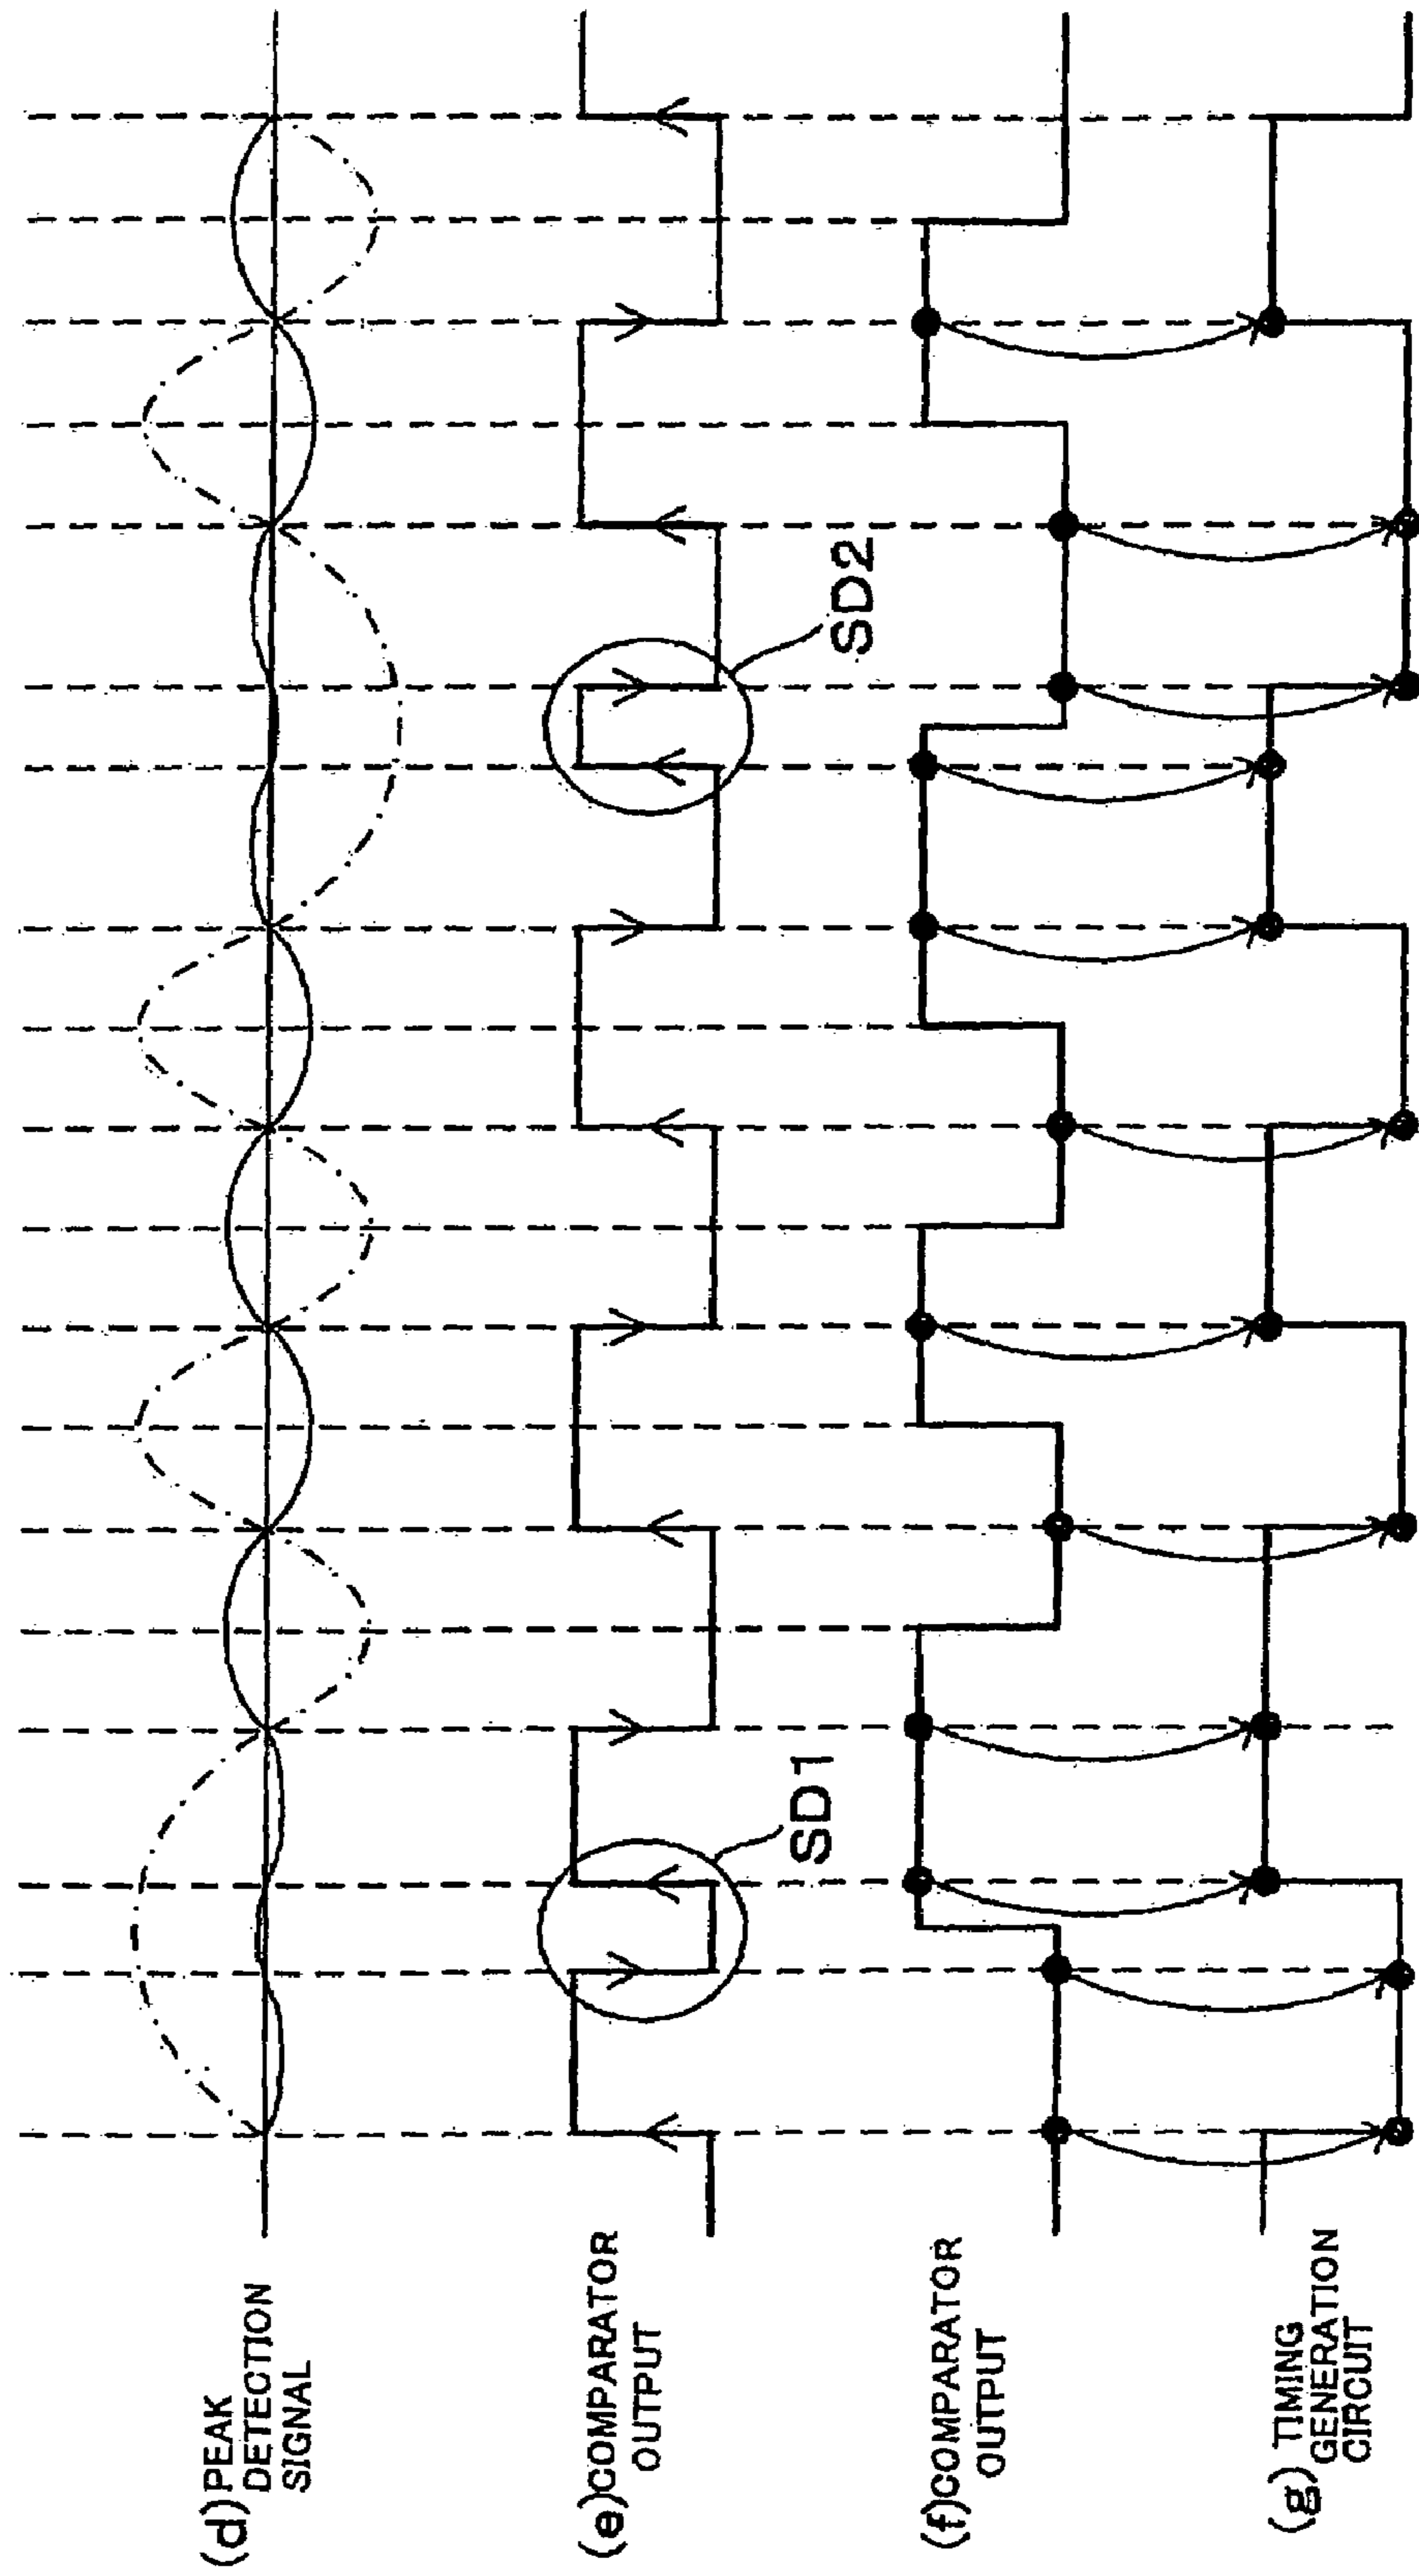 (d) PEAK
DETECTION
SIGNAL
(e) COMPARATOR
OUTPUT
SD1
SD2
(f) COMPARATOR
OUTPUT
(g) TIMING
GENERATION
CIRCUIT